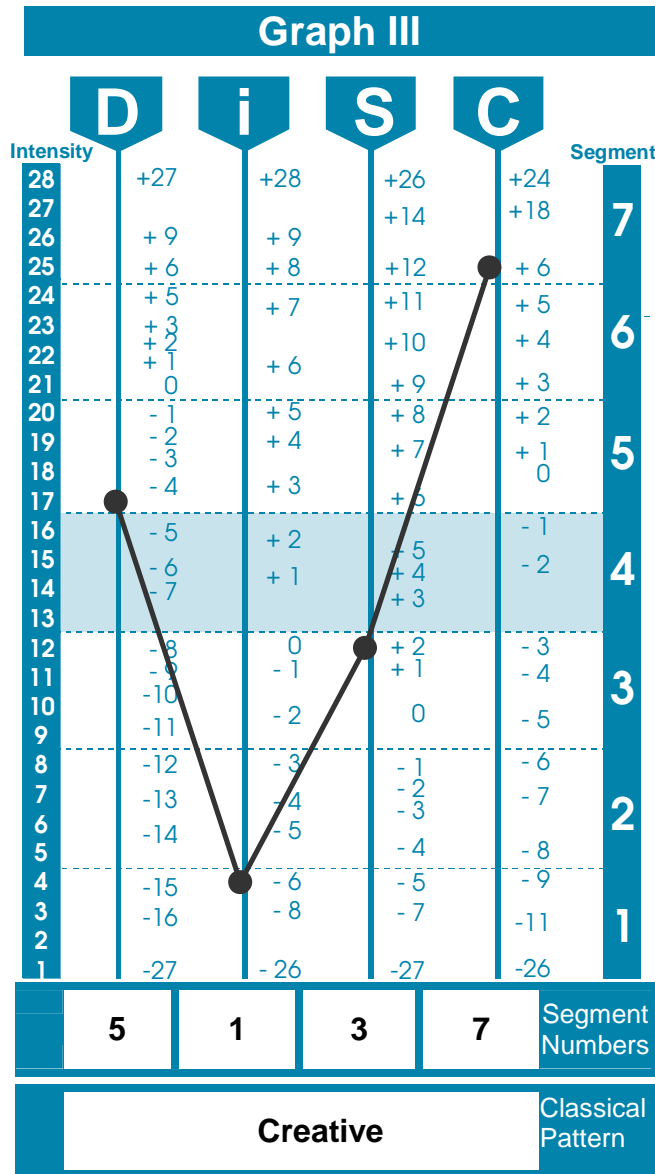 Graph III
D i S C
Intensity Segment
28 +27 +28 +26 +24
27 +14 +18 7
26 + 9 + 9
25 + 6 + 8 +12 + 6
24 + 5 + 7 +11 + 5
23 + 3 6
+ 2 +10 + 4
22 + 1 + 6
21 0 + 9 + 3
20 - 1 + 5 + 8 + 2
19 - 2 + 4 + 7 + 1 5
18 - 3 0
- 4 + 3
17 + 6
16 - 5 + 2 - 1
15 - 6 + 1 + 5 - 2 4
14 - 7 + 4
13 + 3
12 - 8 0 + 2 - 3
11 - 9 - 1 + 1 - 4 3
10 -10 - 2 0 - 5
9 -11
8 -12 - 3 - 1 - 6
7 -13 - 4 - 2 - 7 2
6 -14 - 5 - 3
5 - 4 - 8
4 -15 - 6 - 5 - 9
3 -16 - 8 - 7 -11 1
2
1 -27 - 26 -27 -26
5 1 3 7 Segment
Numbers
Creative Classical
Pattern